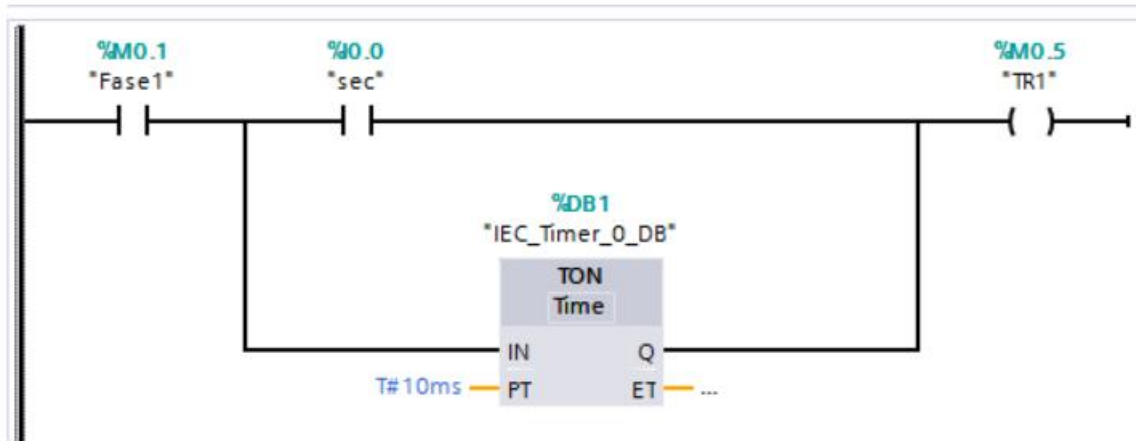 %M0.1
"Fase1"
%I0.0
"sec"
%M0.5
"TR1"
%DB1
"IEC_Timer_0_DB"
TON
Time
IN
Q
T#10ms
PT
ET
...